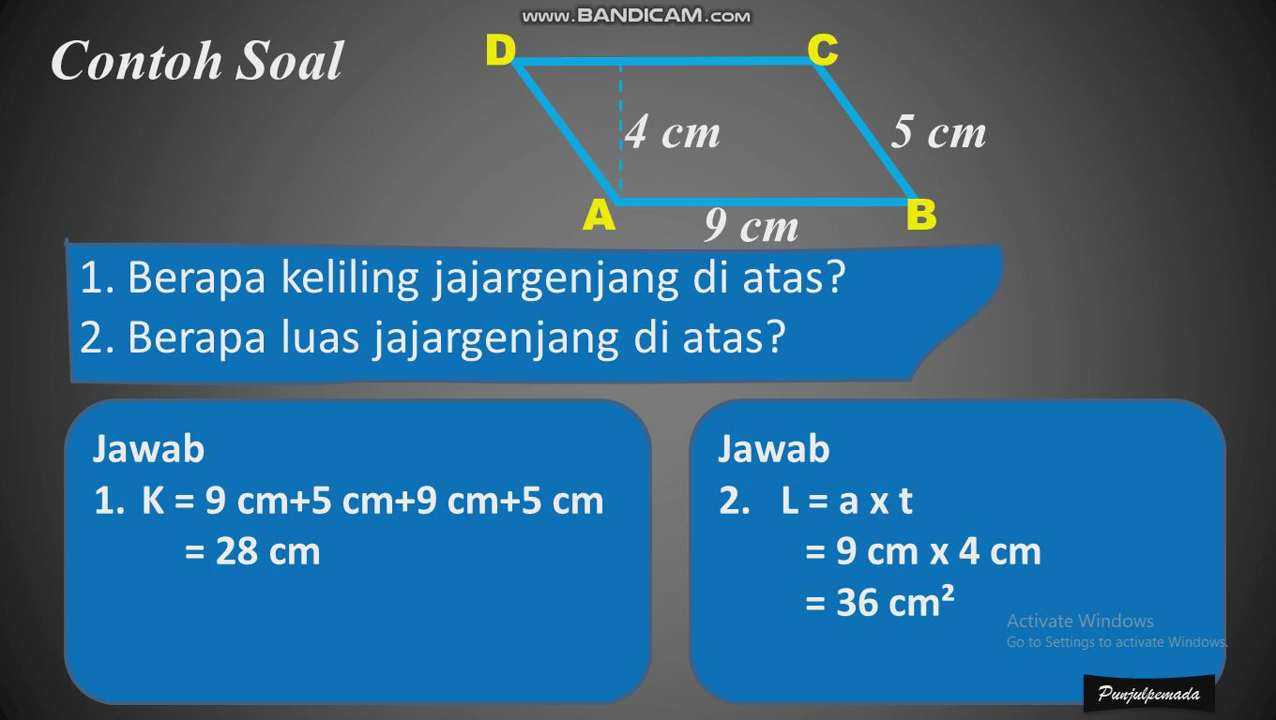 www.BANDICAM.com
Contoh Soal
D
C
4 cm
5 cm
A
B
9 cm
1. Berapa keliling jajargenjang di atas?
2. Berapa luas jajargenjang di atas?
Jawab
1. K = 9 cm+5 cm+9 cm+5 cm
= 28 cm
Jawab
2. L = a x t
= 9 cm x 4 cm
= 36 cm²
Activate Windows
Go to Settings to activate Windows.
Punjulpemada